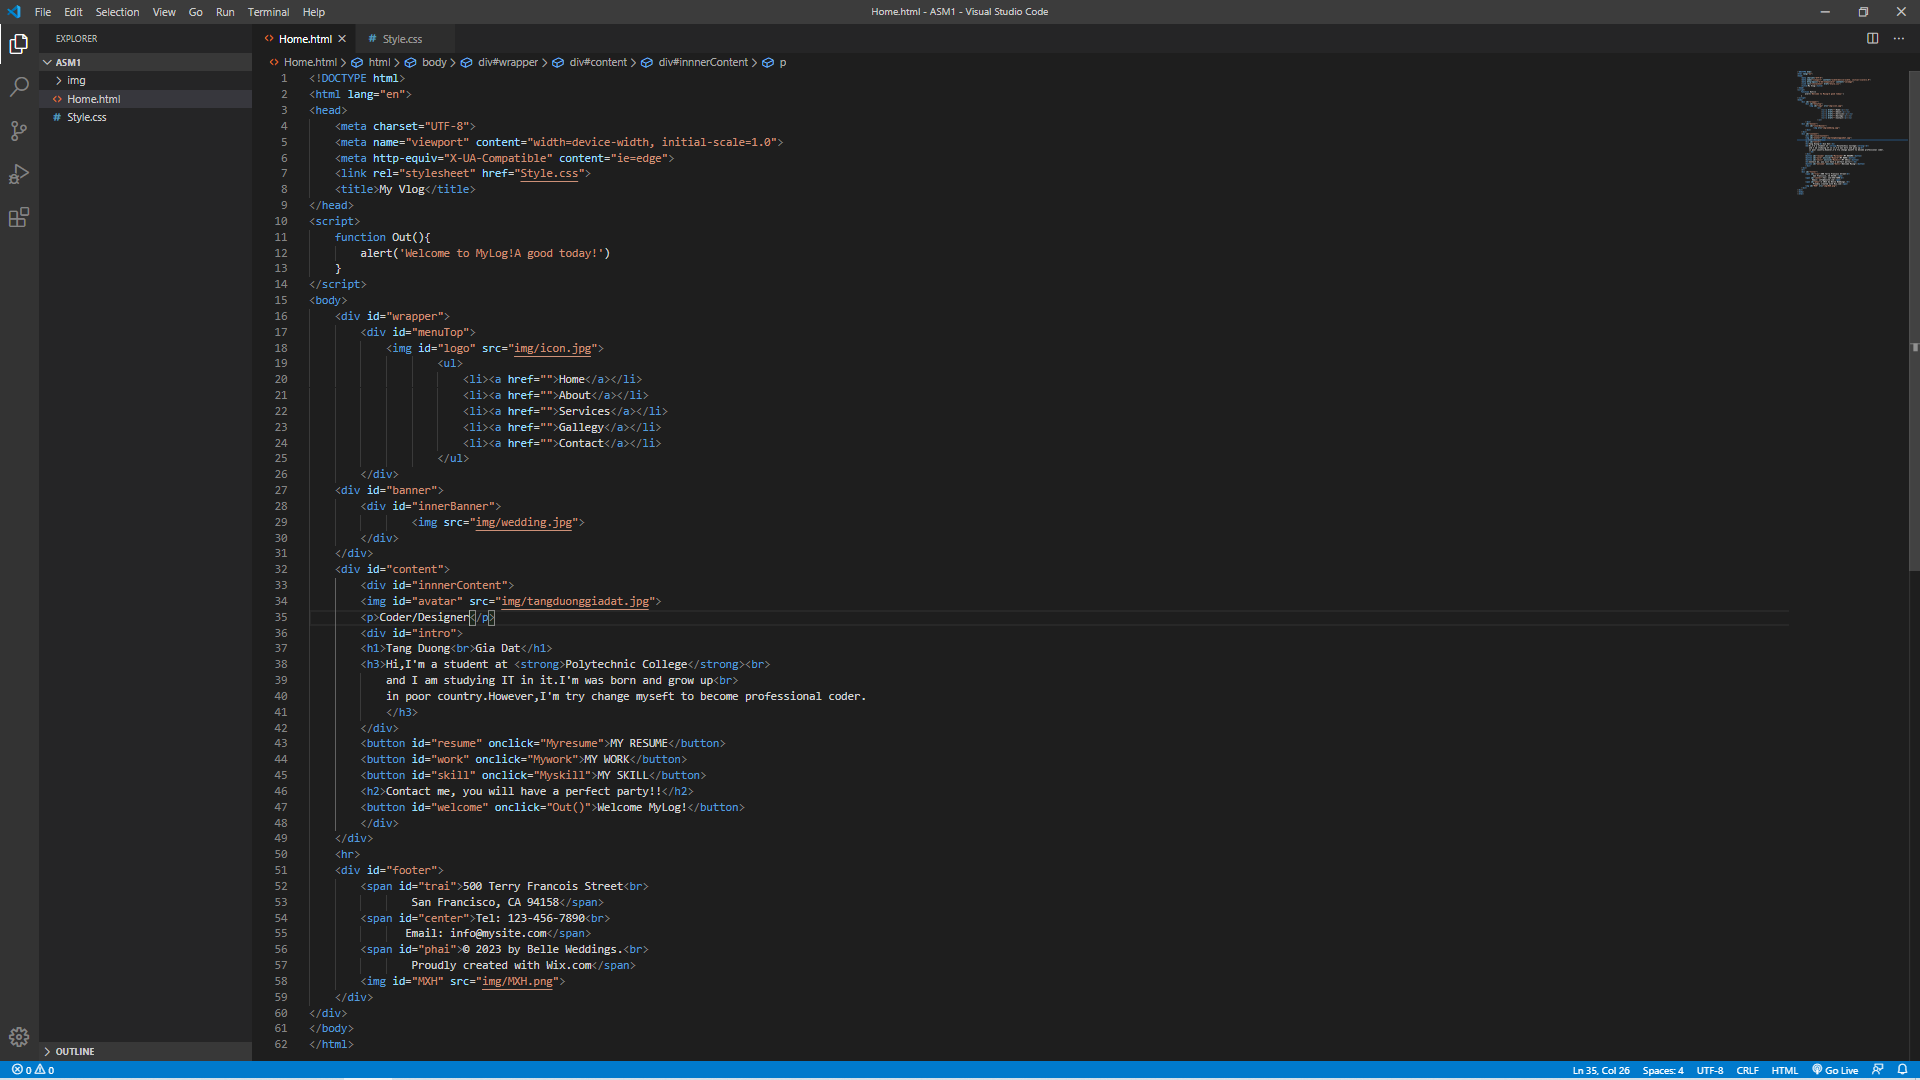 File Edit Selection View Go Run Terminal Help
Home.html - ASM1 - Visual Studio Code
EXPLORER
ASM1
img
Home.html
Style.css
Home.html
Style.css
Home.html > html > body > div#wrapper > div#content > div#innnerContent > p
1 <!DOCTYPE html>
2 <html lang="en">
3 <head>
4 <meta charset="UTF-8">
5 <meta name="viewport" content="width=device-width, initial-scale=1.0">
6 <meta http-equiv="X-UA-Compatible" content="ie=edge">
7 <link rel="stylesheet" href="Style.css">
8 <title>My Vlog</title>
9 </head>
10 <script>
11 function Out(){
12 alert('Welcome to MyLog!A good today!')
13 }
14 </script>
15 <body>
16 <div id="wrapper">
17 <div id="menuTop">
18 <img id="logo" src="img/icon.jpg">
19 <ul>
20 <li><a href="">Home</a></li>
21 <li><a href="">About</a></li>
22 <li><a href="">Services</a></li>
23 <li><a href="">Gallegy</a></li>
24 <li><a href="">Contact</a></li>
25 </ul>
26 </div>
27 <div id="banner">
28 <div id="innerBanner">
29 <img src="img/wedding.jpg">
30 </div>
31 </div>
32 <div id="content">
33 <div id="innnerContent">
34 <img id="avatar" src="img/tangduonggiadat.jpg">
35 <p>Coder/Designer</p>
36 <div id="intro">
37 <h1>Tang Duong<br>Gia Dat</h1>
38 <h3>Hi,I'm a student at <strong>Polytechnic College</strong><br>
39 and I am studying IT in it.I'm was born and grow up<br>
40 in poor country.However,I'm try change myseft to become professional coder.
41 </h3>
42 </div>
43 <button id="resume" onclick="Myresume">MY RESUME</button>
44 <button id="work" onclick="Mywork">MY WORK</button>
45 <button id="skill" onclick="Myskill">MY SKILL</button>
46 <h2>Contact me, you will have a perfect party!!</h2>
47 <button id="welcome" onclick="Out()">Welcome MyLog!</button>
48 </div>
49 </div>
50 <hr>
51 <div id="footer">
52 <span id="trai">500 Terry Francois Street<br>
53 San Francisco, CA 94158</span>
54 <span id="center">Tel: 123-456-7890<br>
55 Email: info@mysite.com</span>
56 <span id="phai">© 2023 by Belle Weddings.<br>
57 Proudly created with Wix.com</span>
58 <img id="MXH" src="img/MXH.png">
59 </div>
60 </div>
61 </body>
62 </html>
OUTLINE
0 0
Ln 35, Col 26 Spaces: 4 UTF-8 CRLF HTML Go Live